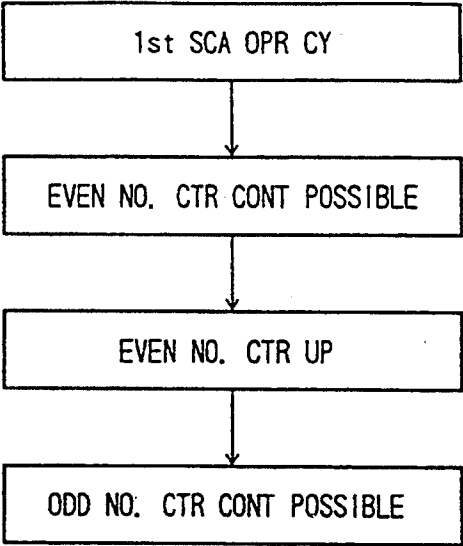 1st SCA OPR CY
EVEN NO. CTR CONT POSSIBLE
EVEN NO. CTR UP
ODD NO. CTR CONT POSSIBLE